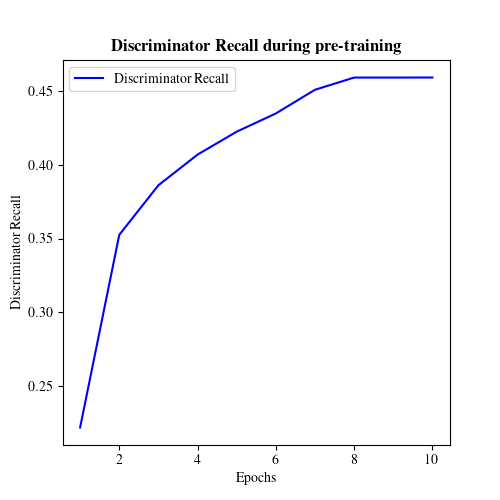 Discriminator Recall during pre-training
Discriminator Recall
0.45
0.40
0.35
0.30
0.25
Discriminator Recall
2 4 6 8 10
Epochs